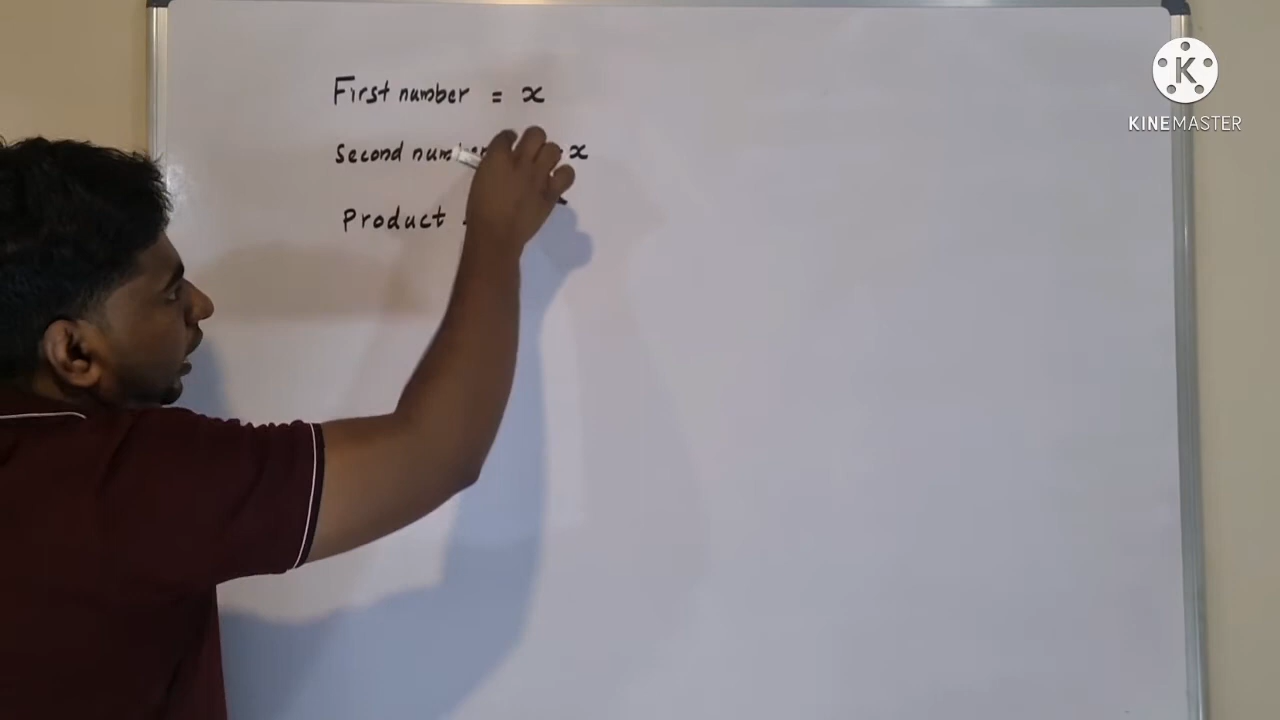 First number = x
Second number x
Product
K
KINEMASTER